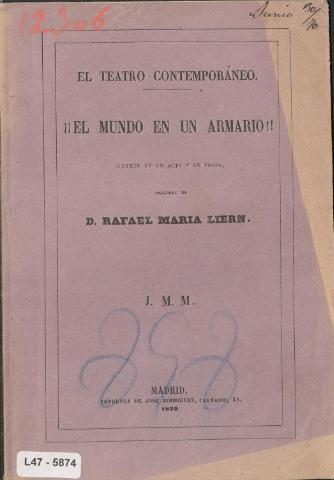 12306
Junio 30/70
EL TEATRO CONTEMPORÁNEO.
¡¡EL MUNDO EN UN ARMARIO!!
JUGUETE EN UN ACTO Y EN PROSA,
ORIGINAL DE
D. RAFAEL MARIA LIERN.
J. M. M.
MADRID.
IMPRENTA DE JOSÉ RODRIGUEZ, CALVARIO, 18.
1870
L47 - 5874